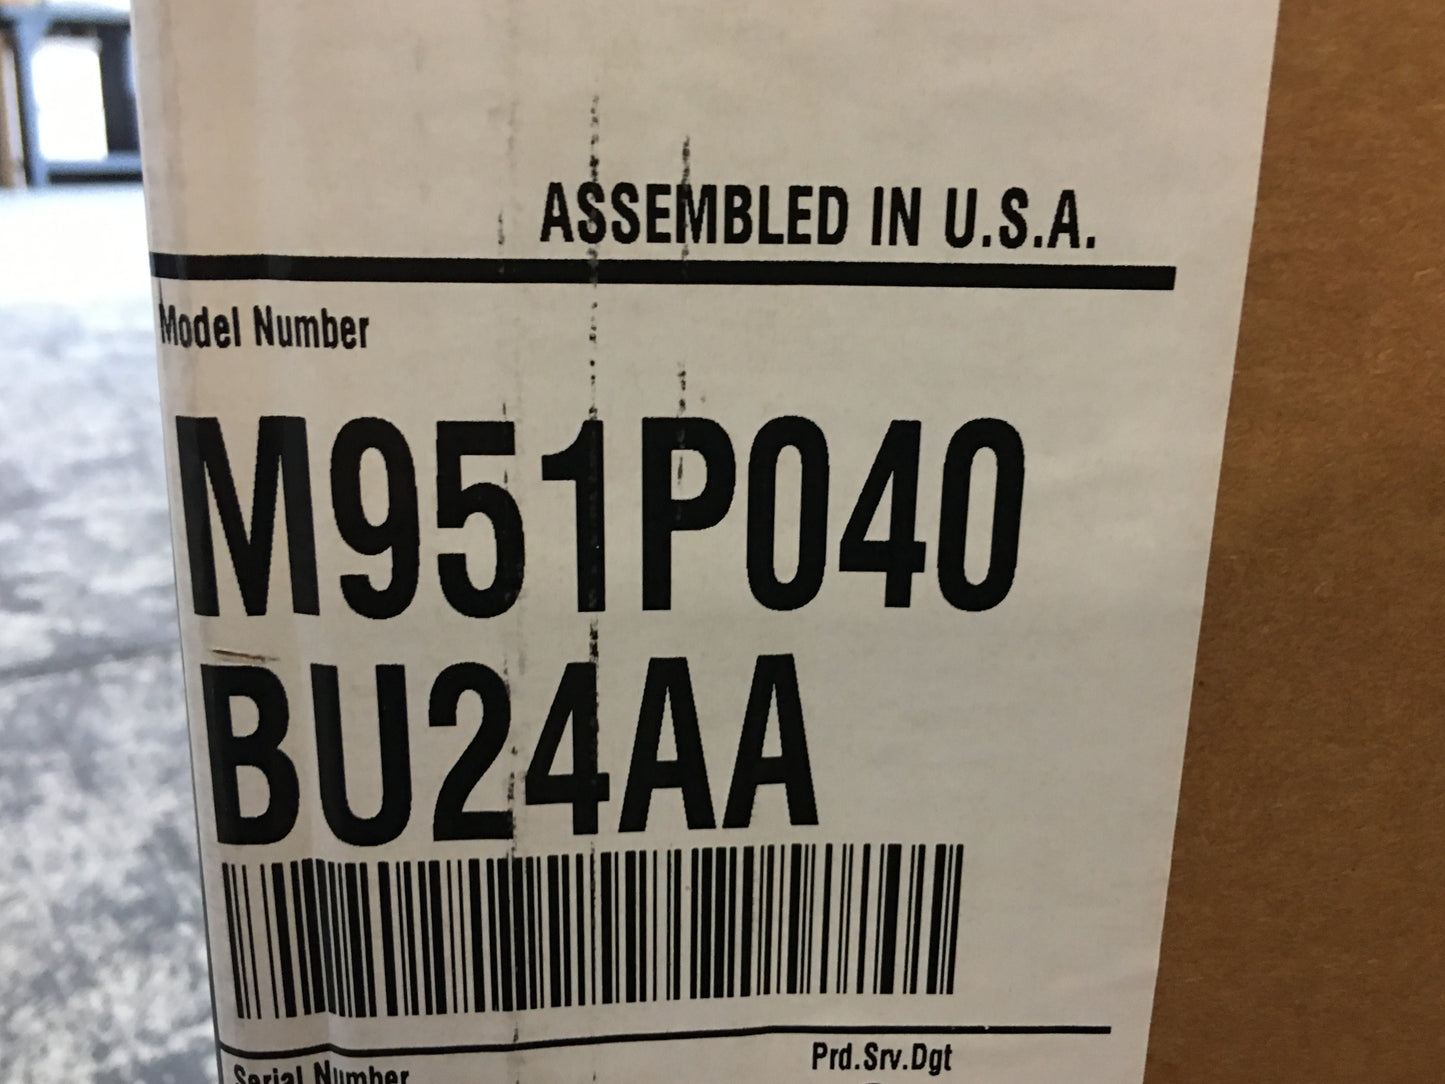 ASSEMBLED IN U.S.A.
Model Number
M951P040
BU24AA
Prd.Srv.Dgt
Serial Number